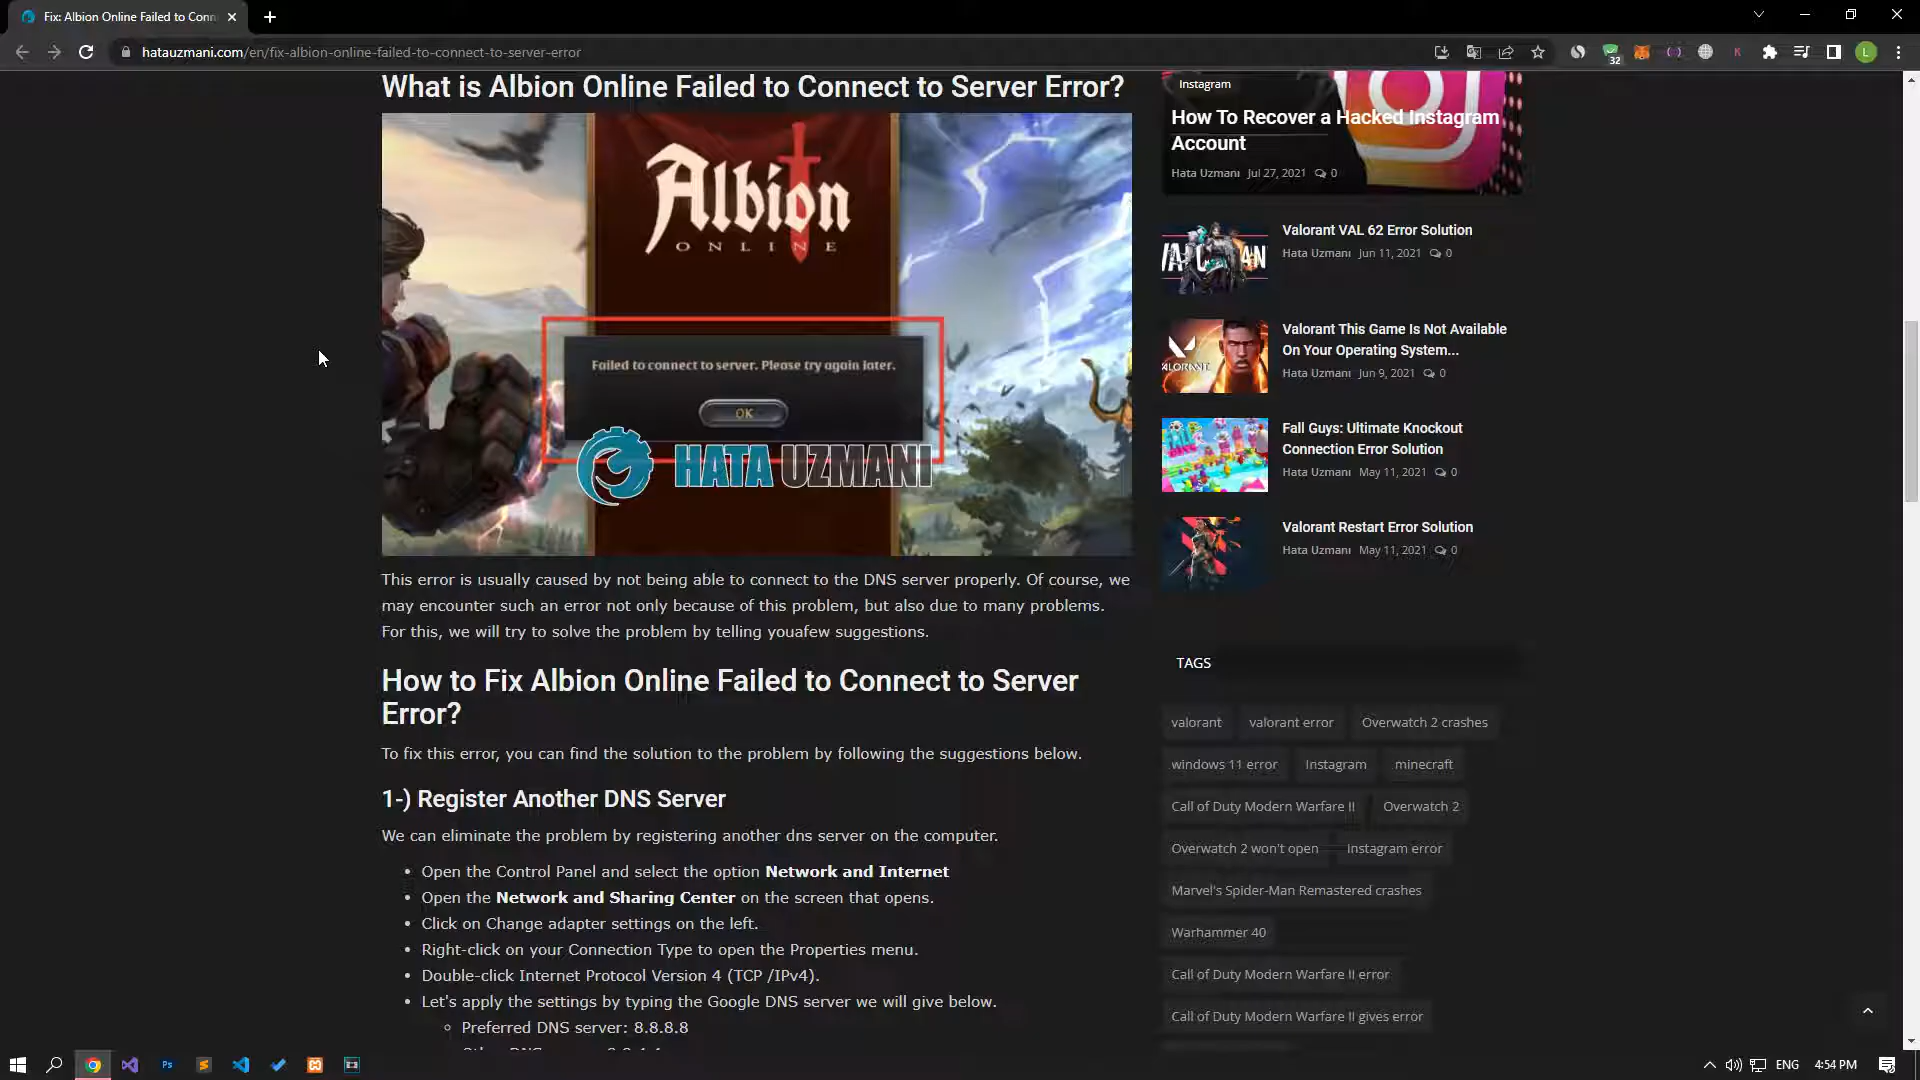 Fix: Albion Online Failed to Conn
hatauzmani.com/en/fix-albion-online-failed-to-connect-to-server-error
32
K
L
What is Albion Online Failed to Connect to Server Error?
Albion
ONLINE
Failed to connect to server. Please try again later.
OK
HATA UZMANI
This error is usually caused by not being able to connect to the DNS server properly. Of course, we
may encounter such an error not only because of this problem, but also due to many problems.
For this, we will try to solve the problem by telling youafew suggestions.
How to Fix Albion Online Failed to Connect to Server
Error?
To fix this error, you can find the solution to the problem by following the suggestions below.
1-) Register Another DNS Server
We can eliminate the problem by registering another dns server on the computer.
• Open the Control Panel and select the option Network and Internet
• Open the Network and Sharing Center on the screen that opens.
• Click on Change adapter settings on the left.
• Right-click on your Connection Type to open the Properties menu.
• Double-click Internet Protocol Version 4 (TCP /IPv4).
• Let's apply the settings by typing the Google DNS server we will give below.
◦ Preferred DNS server: 8.8.8.8
Instagram
How To Recover a Hacked Instagram
Account
Hata Uzmanı Jul 27, 2021 0
Valorant VAL 62 Error Solution
Hata Uzmanı Jun 11, 2021 0
VALORANT
Valorant This Game Is Not Available
On Your Operating System...
Hata Uzmanı Jun 9, 2021 0
Fall Guys: Ultimate Knockout
Connection Error Solution
Hata Uzmanı May 11, 2021 0
Valorant Restart Error Solution
Hata Uzmanı May 11, 2021 0
TAGS
valorant valorant error Overwatch 2 crashes
windows 11 error Instagram minecraft
Call of Duty Modern Warfare II Overwatch 2
Overwatch 2 won't open Instagram error
Marvel's Spider-Man Remastered crashes
Warhammer 40
Call of Duty Modern Warfare II error
Call of Duty Modern Warfare II gives error
Ps
ENG
4:54 PM